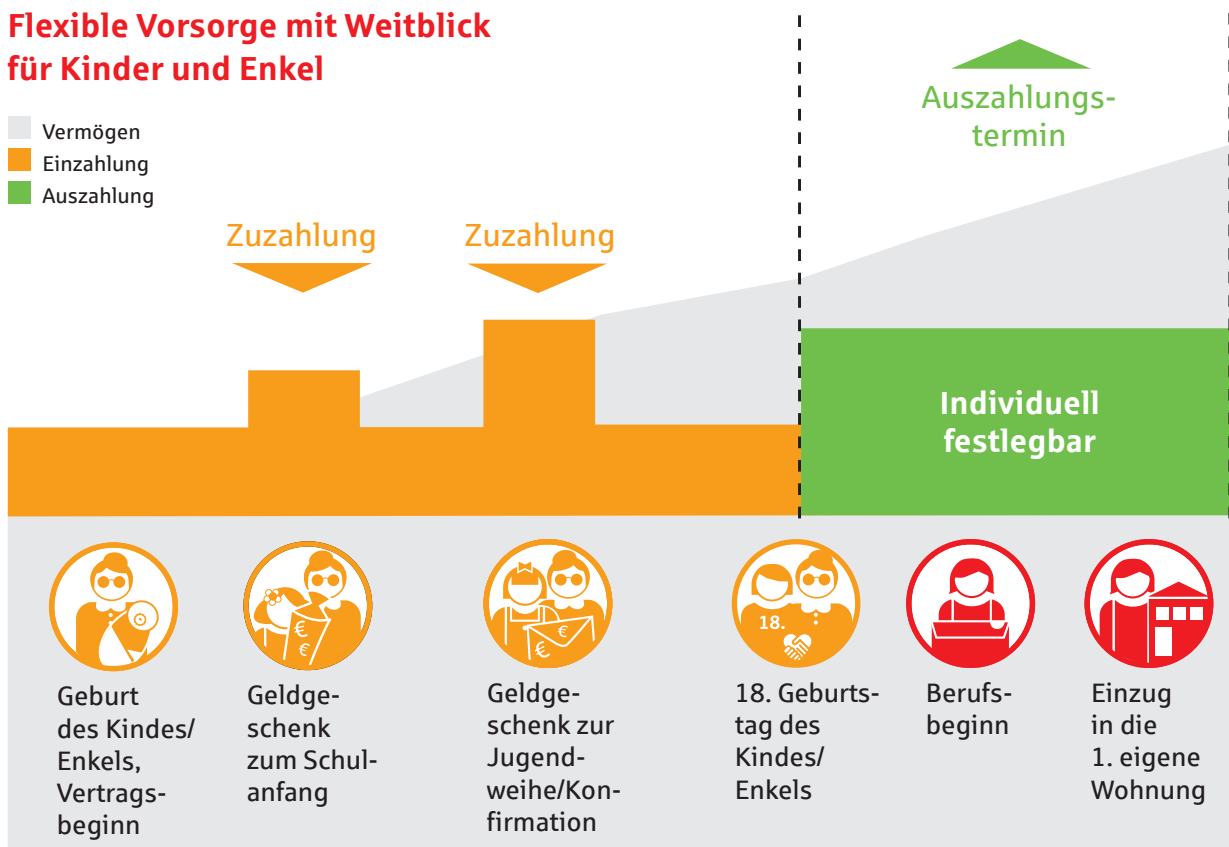 Flexible Vorsorge mit Weitblick
für Kinder und Enkel
Vermögen
Einzahlung
Auszahlung
Zuzahlung
Zuzahlung
Auszahlungs-
termin
Individuell
festlegbar
€
€
€
€
18.
Geburt
des Kindes/
Enkels,
Vertrags-
beginn
Geldge-
schenk
zum Schul-
anfang
Geldge-
schenk zur
Jugend-
weihe/Kon-
firmation
18. Geburts-
tag des
Kindes/
Enkels
Berufs-
beginn
Einzug
in die
1. eigene
Wohnung